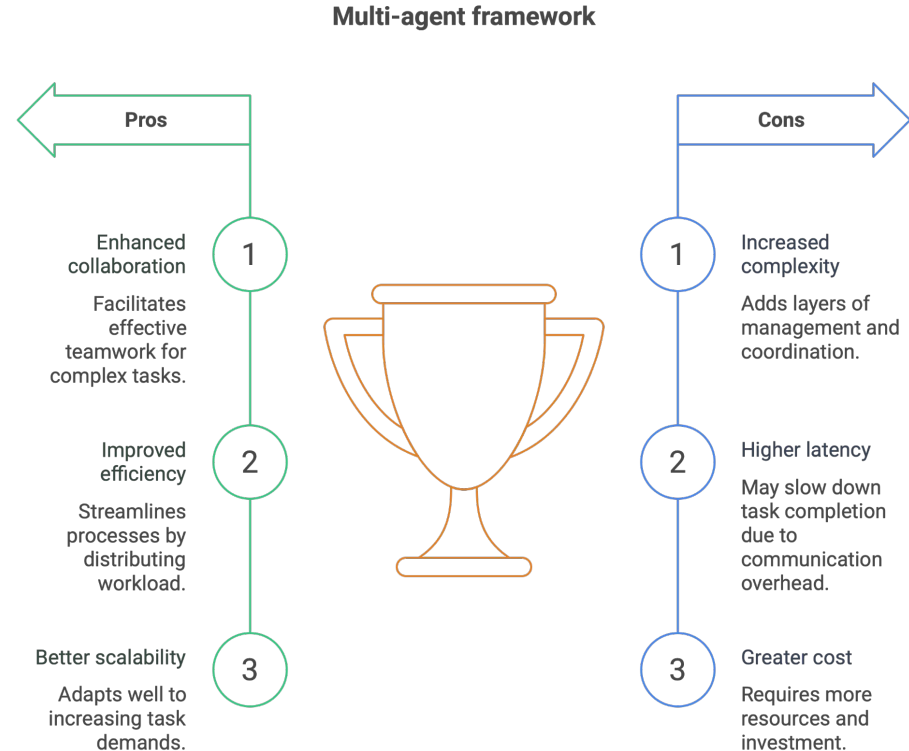 Multi-agent framework
Pros
1
Enhanced
collaboration
Facilitates
effective
teamwork for
complex tasks.
2
Improved
efficiency
Streamlines
processes by
distributing
workload.
3
Better scalability
Adapts well to
increasing task
demands.
Cons
1
Increased
complexity
Adds layers of
management and
coordination.
2
Higher latency
May slow down
task completion
due to
communication
overhead.
3
Greater cost
Requires more
resources and
investment.